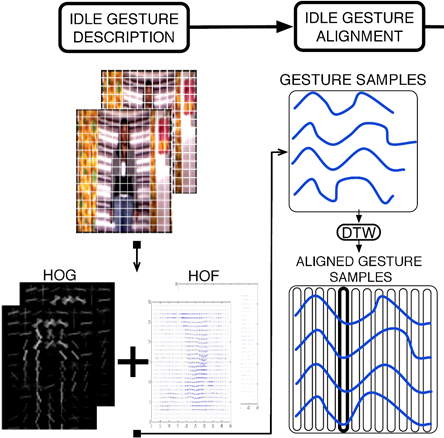 IDLE GESTURE
DESCRIPTION
IDLE GESTURE
ALIGNMENT
GESTURE SAMPLES
DTW
ALIGNED GESTURE
SAMPLES
HOG
HOF